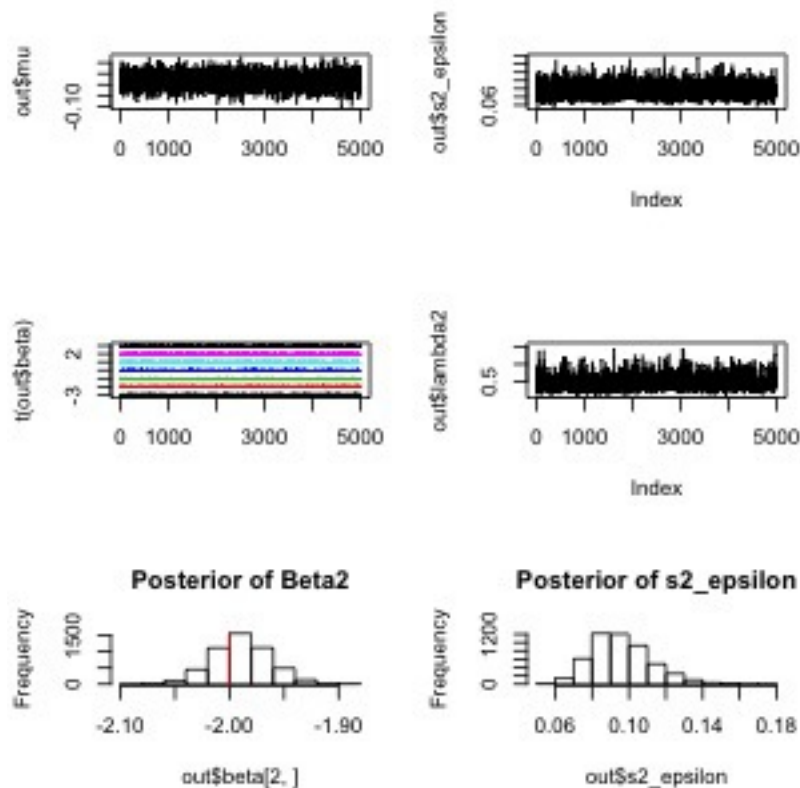 out$mu
-0.10
0 1000 3000 5000
out$s2_epsilon
0.06
0 1000 3000 5000
Index
t(out$beta)
-3 2
0 1000 3000 5000
out$lambda2
0.5
0 1000 3000 5000
Index
Posterior of Beta2
Frequency
0 1500
-2.10 -2.00 -1.90
out$beta[2, ]
Posterior of s2_epsilon
Frequency
0 1200
0.06 0.10 0.14 0.18
out$s2_epsilon